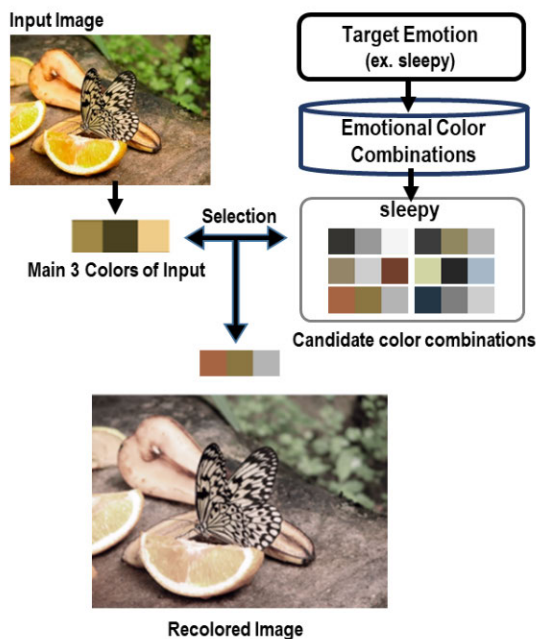 Input Image
Target Emotion
(ex. sleepy)
Emotional Color
Combinations
Selection
sleepy
Main 3 Colors of Input
Candidate color combinations
Recolored Image